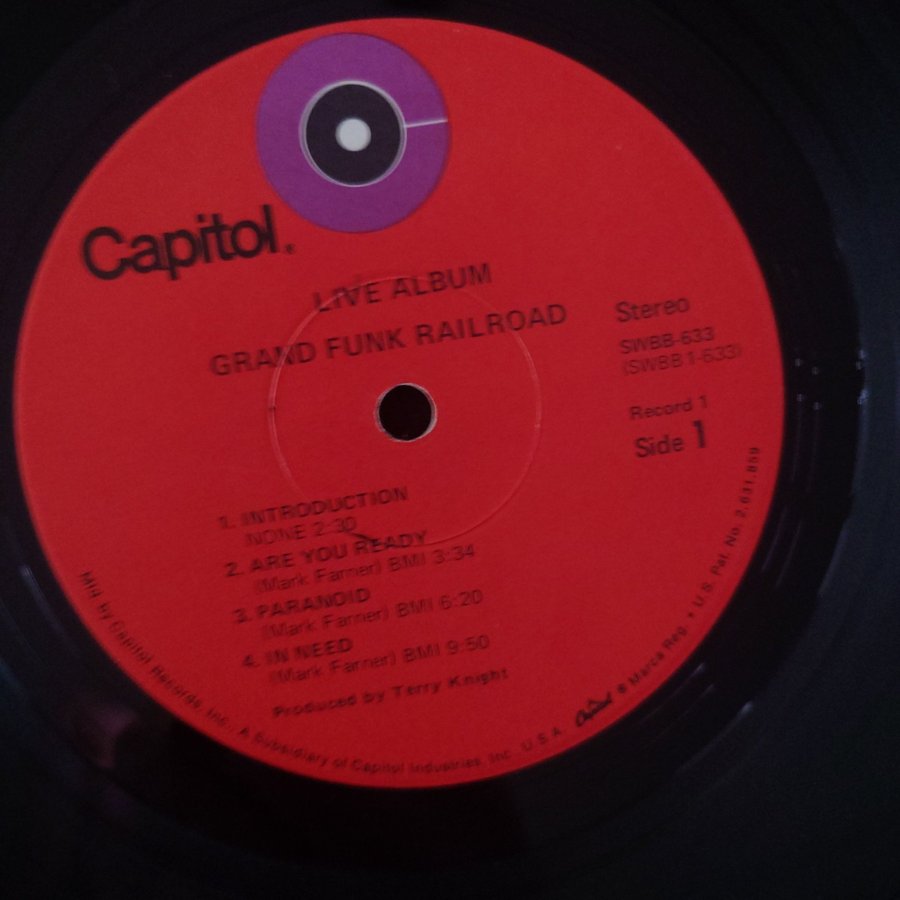 Capitol®
LIVE ALBUM
GRAND FUNK RAILROAD
Stereo
SWBB-633
(SWBB1-633)
Record 1
Side 1
1. INTRODUCTION
NONE 2:30
2. ARE YOU READY
(Mark Farner) BMI 3:34
3. PARANOID
(Mark Farner) BMI 6:20
4. IN NEED
(Mark Farner) BMI 9:50
Produced by Terry Knight
Mfd. by Capitol Records, Inc., A Subsidiary of Capitol Industries, Inc., U.S.A. Capitol ® Marca Reg. • U.S. Pat. No. 2,631,859